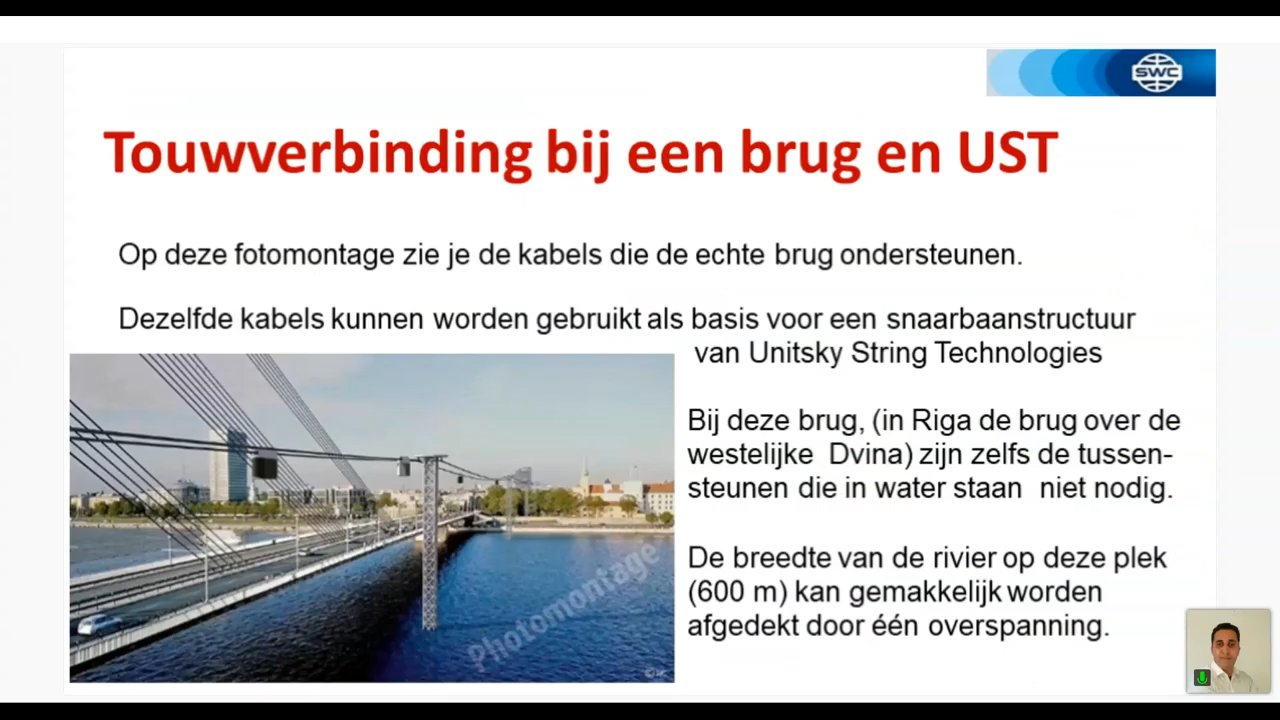 SWC
Touwverbinding bij een brug en UST
Op deze fotomontage zie je de kabels die de echte brug ondersteunen.
Dezelfde kabels kunnen worden gebruikt als basis voor een snaarbaanstructuur
van Unitsky String Technologies
Bij deze brug, (in Riga de brug over de
westelijke Dvina) zijn zelfs de tussen-
steunen die in water staan niet nodig.
De breedte van de rivier op deze plek
(600 m) kan gemakkelijk worden
afgedekt door één overspanning.
Photomontage